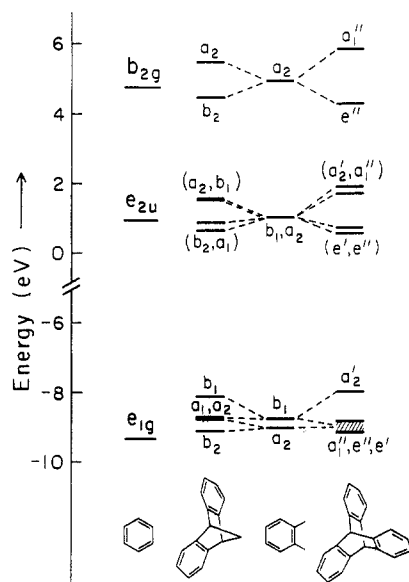 6
4
2
0
-6
-8
-10
Energy (eV)
b2g
a2
a2
a1''
b2
e''
e2u
(a2,b1)
(a2',a1'')
(b2,a1)
b1,a2
(e',e'')
e1g
b1
a1,a2
b2
b1
a2
a2'
a1'',e'',e'